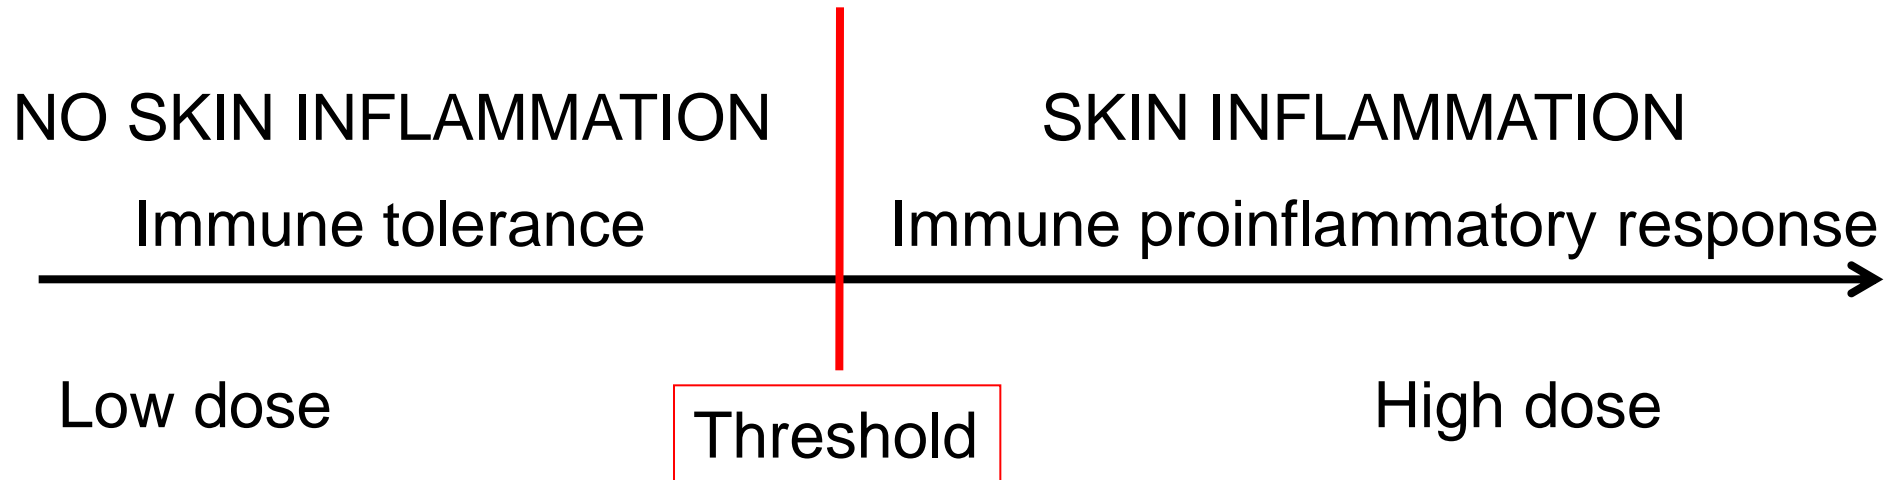 NO SKIN INFLAMMATION
SKIN INFLAMMATION
Immune tolerance
Immune proinflammatory response
Low dose
Threshold
High dose